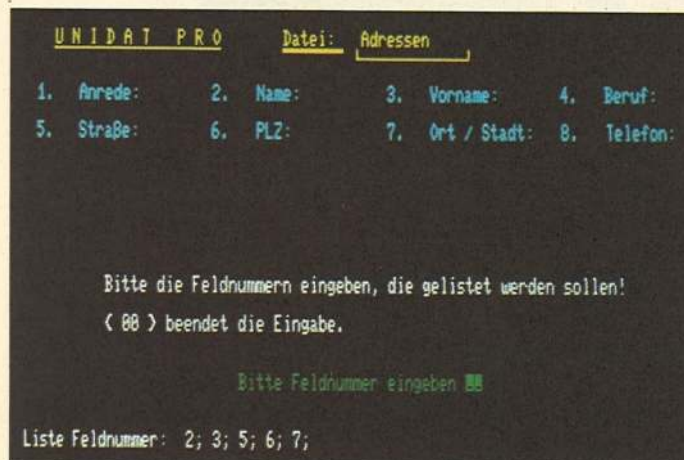 UNIDAT PRO Datei: Adressen
1. Anrede: 2. Name: 3. Vorname: 4. Beruf:
5. Straße: 6. PLZ: 7. Ort / Stadt: 8. Telefon:
Bitte die Feldnummern eingeben, die gelistet werden sollen!
< 00 > beendet die Eingabe.
Bitte Feldnummer eingeben
Liste Feldnummer: 2; 3; 5; 6; 7;